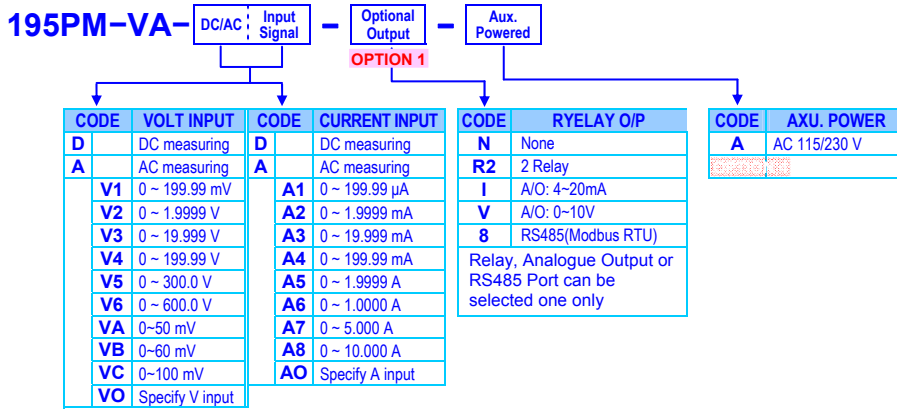 195PM−VA− DC/AC Input Signal − Optional Output − Aux. Powered
OPTION 1
CODE VOLT INPUT CODE CURRENT INPUT CODE RYELAY O/P CODE AXU. POWER
D DC measuring D DC measuring N None A AC 115/230 V
A AC measuring A AC measuring R2 2 Relay
V1 0 ~ 199.99 mV A1 0 ~ 199.99 µA I A/O: 4~20mA
V2 0 ~ 1.9999 V A2 0 ~ 1.9999 mA V A/O: 0~10V
V3 0 ~ 19.999 V A3 0 ~ 19.999 mA 8 RS485(Modbus RTU)
V4 0 ~ 199.99 V A4 0 ~ 199.99 mA Relay, Analogue Output or
V5 0 ~ 300.0 V A5 0 ~ 1.9999 A RS485 Port can be
V6 0 ~ 600.0 V A6 0 ~ 1.0000 A selected one only
VA 0~50 mV A7 0 ~ 5.000 A
VB 0~60 mV A8 0 ~ 10.000 A
VC 0~100 mV AO Specify A input
VO Specify V input